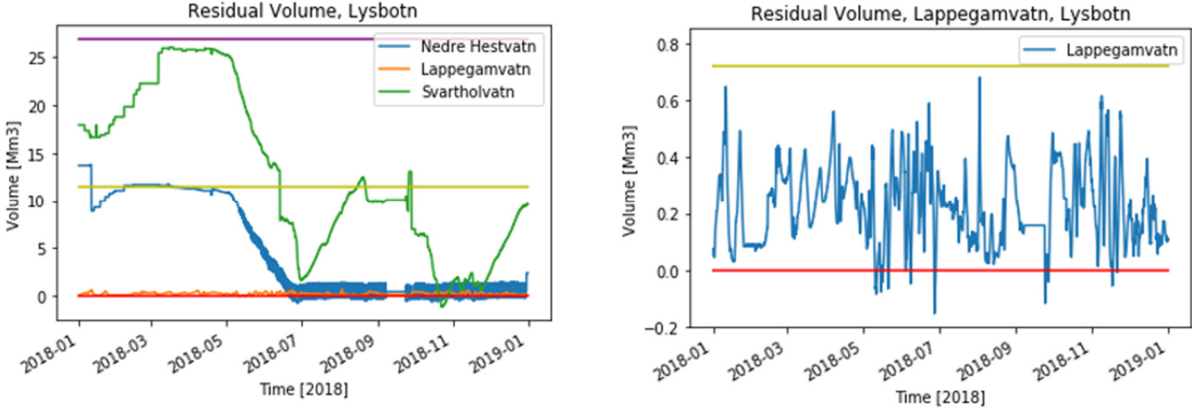 Residual Volume, Lysbotn
Volume [Mm3]
25
20
15
10
5
0
Nedre Hestvatn
Lappegamvatn
Svartholvatn
2018-01
2018-03
2018-05
2018-07
2018-09
2018-11
2019-01
Time [2018]
Residual Volume, Lappegamvatn, Lysbotn
Volume [Mm3]
0.8
0.6
0.4
0.2
0.0
−0.2
Lappegamvatn
2018-01
2018-03
2018-05
2018-07
2018-09
2018-11
2019-01
Time [2018]